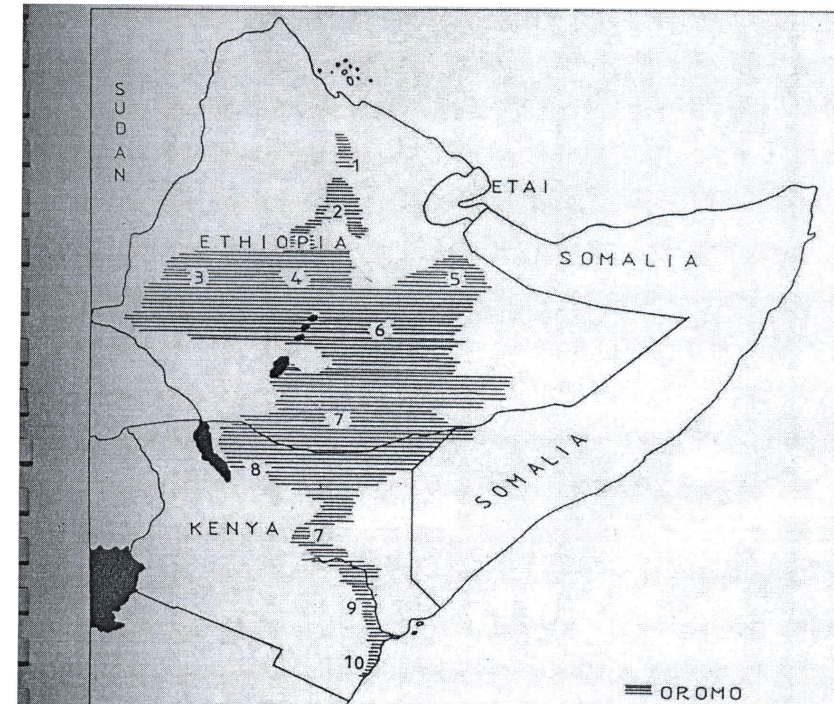 SUDAN
1
ETAI
2
ETHIOPIA
SOMALIA
3
4
5
6
7
8
SOMALIA
KENYA
7
9
10
OROMO